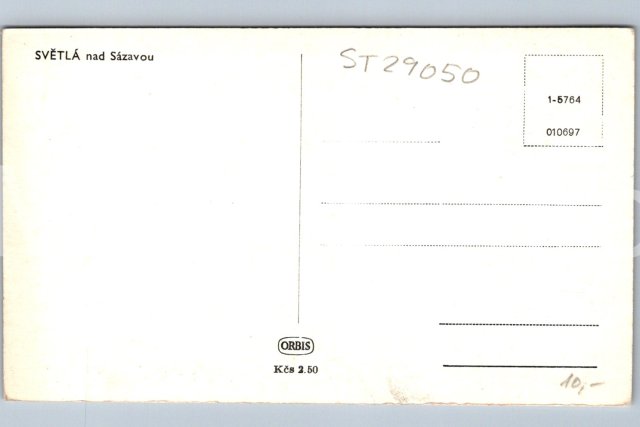 SVĚTLÁ nad Sázavou
ST29050
1-5764
010697
ORBIS
Kčs 2.50
10,-